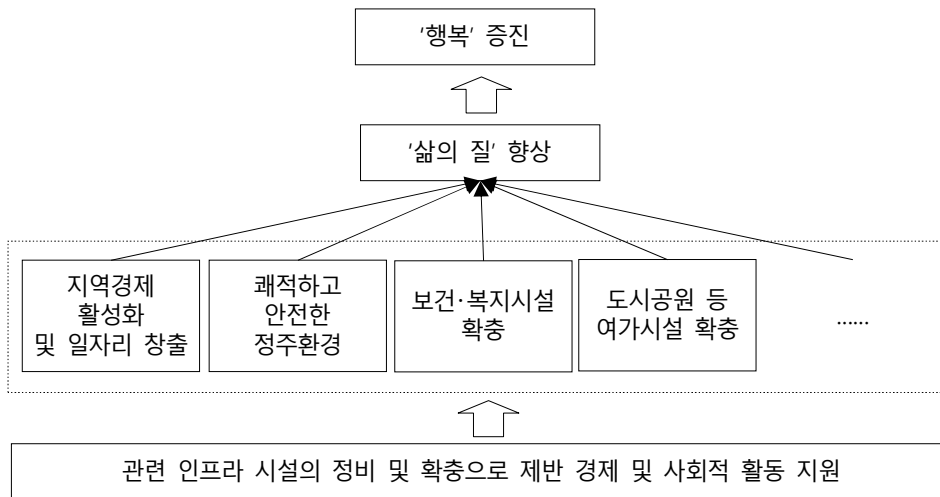 '행복' 증진
'삶의 질' 향상
지역경제
활성화
및 일자리 창출
쾌적하고
안전한
정주환경
보건·복지시설
확충
도시공원 등
여가시설 확충
......
관련 인프라 시설의 정비 및 확충으로 제반 경제 및 사회적 활동 지원